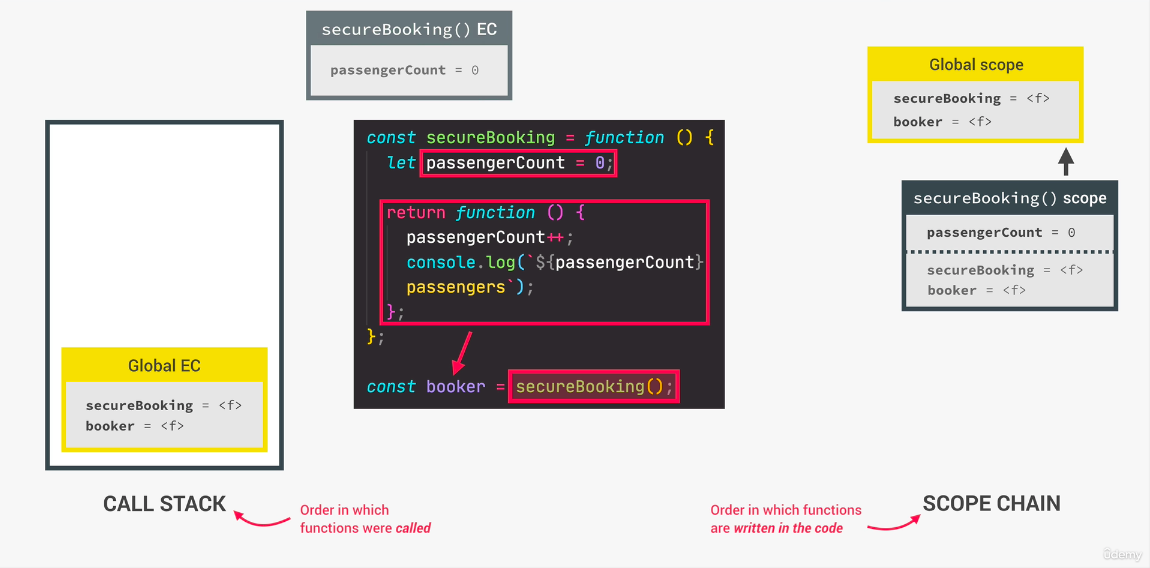 secureBooking() EC
passengerCount = 0
Global EC
secureBooking = <f>
booker = <f>
CALL STACK
Order in which
functions were called
const secureBooking = function () {
let passengerCount = 0;
return function () {
passengerCount++;
console.log(`${passengerCount}
passengers`);
};
};
const booker = secureBooking();
Global scope
secureBooking = <f>
booker = <f>
secureBooking() scope
passengerCount = 0
secureBooking = <f>
booker = <f>
Order in which functions
are written in the code
SCOPE CHAIN
ûdemy